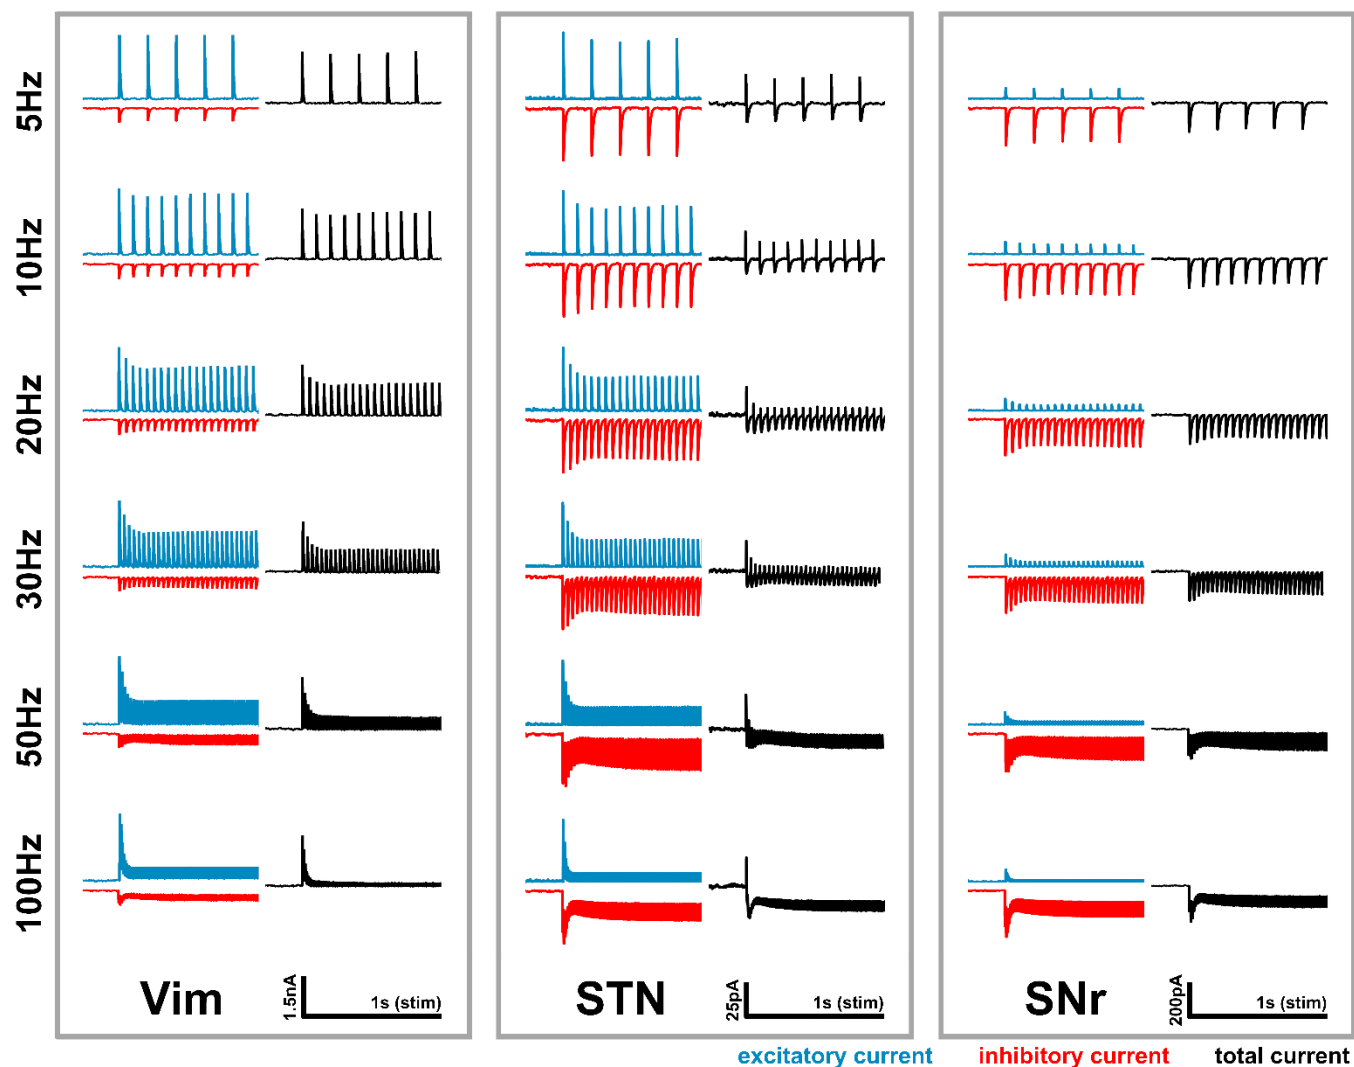 5Hz
10Hz
20Hz
30Hz
50Hz
100Hz
Vim
1.5nA
1s (stim)
STN
25pA
1s (stim)
SNr
200pA
1s (stim)
excitatory current
inhibitory current
total current